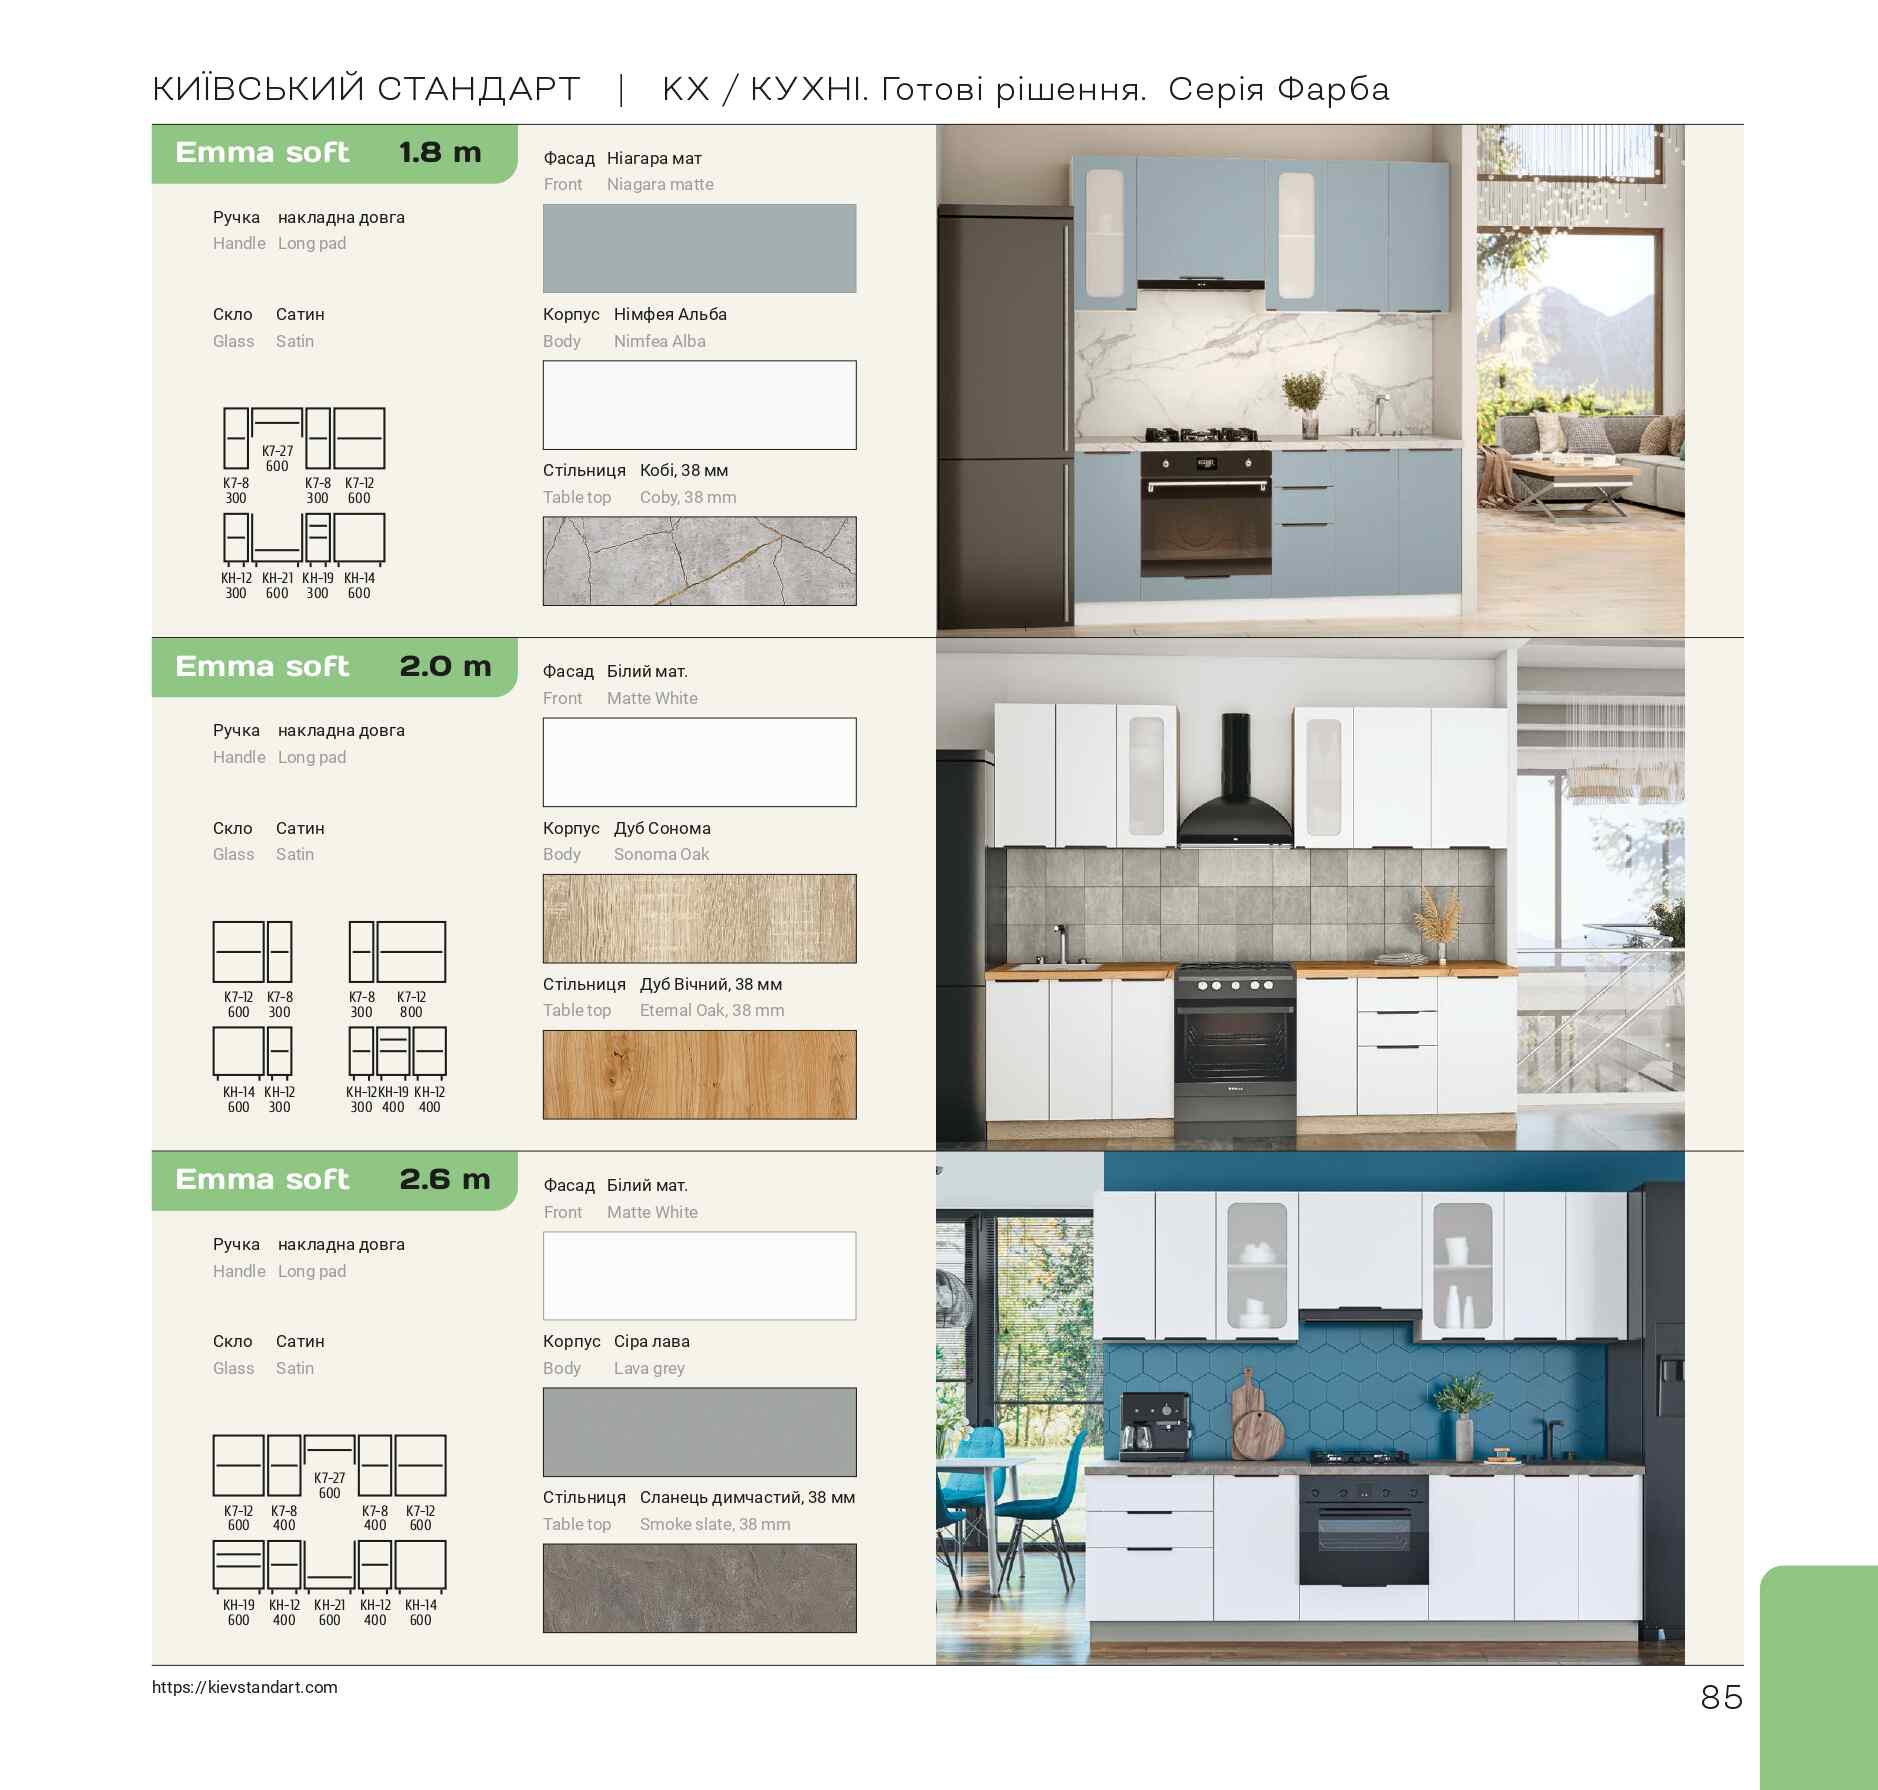 КИЇВСЬКИЙ СТАНДАРТ | KX / КУХНІ. Готові рішення. Серія Фарба
Emma soft 1.8 m
Ручка накладна довга
Handle Long pad
Скло Сатин
Glass Satin
K7-27
600
K7-8 K7-8 K7-12
300 300 600
KH-12 KH-21 KH-19 KH-14
300 600 300 600
Фасад Ніагара мат
Front Niagara matte
Корпус Німфея Альба
Body Nimfea Alba
Стільниця Кобі, 38 мм
Table top Coby, 38 mm
Emma soft 2.0 m
Ручка накладна довга
Handle Long pad
Скло Сатин
Glass Satin
K7-12 K7-8 K7-8 K7-12
600 300 300 800
KH-14 KH-12 KH-12 KH-19 KH-12
600 300 300 400 400
Фасад Білий мат.
Front Matte White
Корпус Дуб Сонома
Body Sonoma Oak
Стільниця Дуб Вічний, 38 мм
Table top Eternal Oak, 38 mm
Emma soft 2.6 m
Ручка накладна довга
Handle Long pad
Скло Сатин
Glass Satin
K7-27
600
K7-12 K7-8 K7-8 K7-12
600 400 400 600
KH-19 KH-12 KH-21 KH-12 KH-14
600 400 600 400 600
Фасад Білий мат.
Front Matte White
Корпус Сіра лава
Body Lava grey
Стільниця Сланець димчастий, 38 мм
Table top Smoke slate, 38 mm
https://kievstandart.com
85